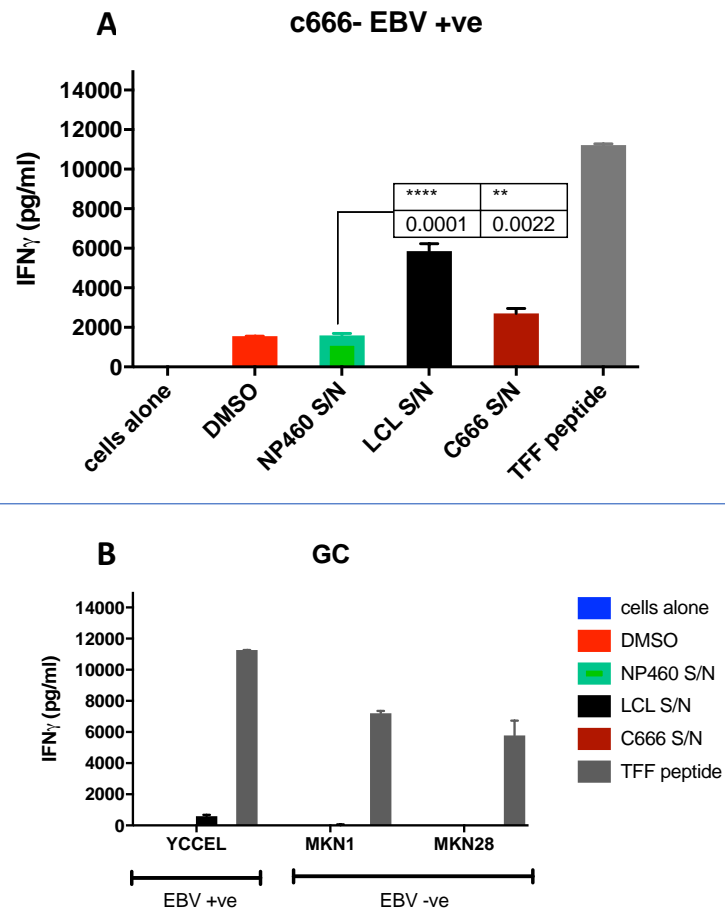 A
c666- EBV +ve
IFNγ (pg/ml)
14000
12000
10000
8000
6000
4000
2000
0
**** **
0.0001 0.0022
cells alone
DMSO
NP460 S/N
LCL S/N
C666 S/N
TFF peptide
B
GC
IFNγ (pg/ml)
14000
12000
10000
8000
6000
4000
2000
0
YCCEL MKN1 MKN28
EBV +ve EBV -ve
cells alone
DMSO
NP460 S/N
LCL S/N
C666 S/N
TFF peptide